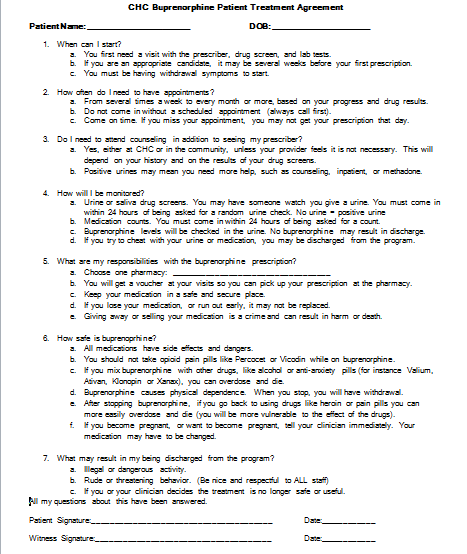 CHC Buprenorphine Patient Treatment Agreement
Patient Name: DOB:
1. When can I start?
a. You first need a visit with the prescriber, drug screen, and lab tests.
b. If you are an appropriate candidate, it may be several weeks before your first prescription.
c. You must be having withdrawal symptoms to start.
2. How often do I need to have appointments?
a. From several times a week to every month or more, based on your progress and drug results.
b. Do not come in without a scheduled appointment (always call first).
c. Come on time. If you miss your appointment, you may not get your prescription that day.
3. Do I need to attend counseling in addition to seeing my prescriber?
a. Yes, either at CHC or in the community, unless your provider feels it is not necessary. This will
depend on your history and on the results of your drug screens.
b. Positive urines may mean you need more help, such as counseling, inpatient, or methadone.
4. How will I be monitored?
a. Urine or saliva drug screens. You may have someone watch you give a urine. You must come in
within 24 hours of being asked for a random urine check. No urine = positive urine
b. Medication counts. You must come in within 24 hours of being asked for a count.
c. Buprenorphine levels will be checked in the urine. No buprenorphine may result in discharge.
d. If you try to cheat with your urine or medication, you may be discharged from the program.
5. What are my responsibilities with the buprenorphine prescription?
a. Choose one pharmacy:
b. You will get a voucher at your visits so you can pick up your prescription at the pharmacy.
c. Keep your medication in a safe and secure place.
d. If you lose your medication, or run out early, it may not be replaced.
e. Giving away or selling your medication is a crime and can result in harm or death.
6. How safe is buprenoprhine?
a. All medications have side effects and dangers.
b. You should not take opioid pain pills like Percocet or Vicodin while on buprenorphine.
c. If you mix buprenorphine with other drugs, like alcohol or anti-anxiety pills (for instance Valium,
Ativan, Klonopin or Xanax), you can overdose and die.
d. Buprenorphine causes physical dependence. When you stop, you will have withdrawal.
e. After stopping buprenorphine, if you go back to using drugs like heroin or pain pills you can
more easily overdose and die (you will be more vulnerable to the effect of the drugs).
f. If you become pregnant, or want to become pregnant, tell your clinician immediately. Your
medication may have to be changed.
7. What may result in my being discharged from the program?
a. Illegal or dangerous activity.
b. Rude or threatening behavior. (Be nice and respectful to ALL staff)
c. If you or your clinician decides the treatment is no longer safe or useful.
All my questions about this have been answered.
Patient Signature: Date:
Witness Signature: Date: